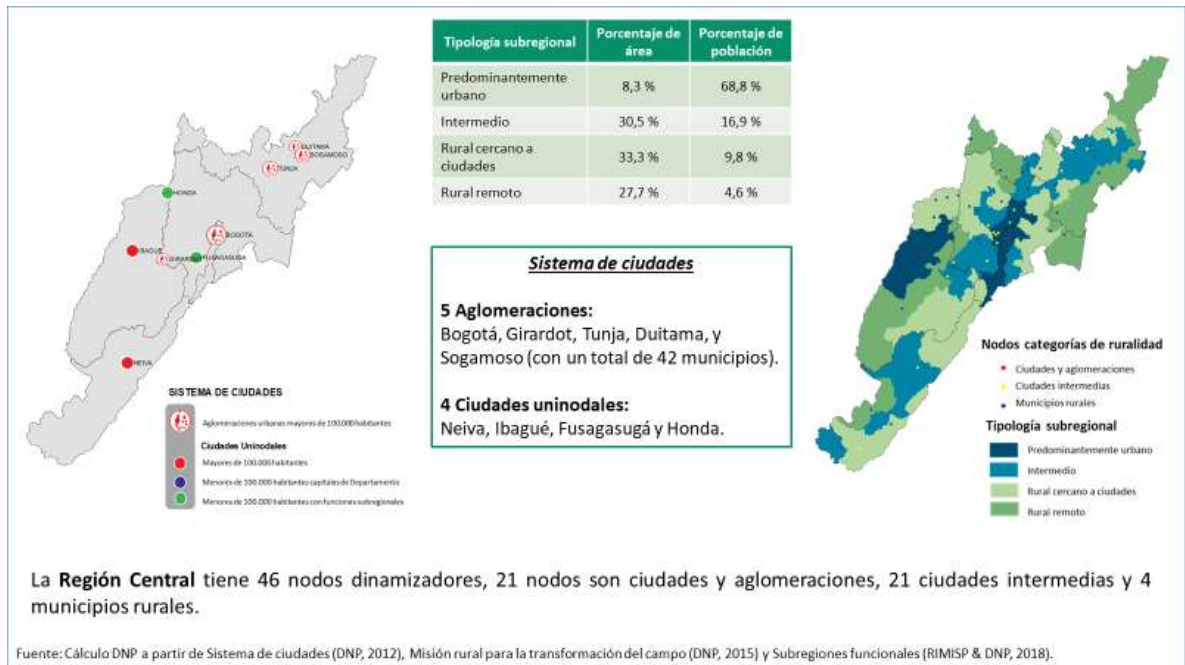 Tipología subregional
Porcentaje de
área
Porcentaje de
población
Predominantemente
urbano
8,3 %
68,8 %
Intermedio
30,5 %
16,9 %
Rural cercano a
ciudades
33,3 %
9,8 %
Rural remoto
27,7 %
4,6 %
DUITAMA
SOGAMOSO
TUNJA
HONDA
BOGOTÁ
IBAGUÉ
GIRARDOT
FUSAGASUGA
NEIVA
SISTEMA DE CIUDADES
Aglomeraciones urbanas mayores de 100.000 habitantes
Ciudades Uninodales
Mayores de 100.000 habitantes
Menores de 100.000 habitantes capitales de Departamento
Menores de 100.000 habitantes con funciones subregionales
Sistema de ciudades
5 Aglomeraciones:
Bogotá, Girardot, Tunja, Duitama, y
Sogamoso (con un total de 42 municipios).
4 Ciudades uninodales:
Neiva, Ibagué, Fusagasugá y Honda.
Nodos categorías de ruralidad
Ciudades y aglomeraciones
Ciudades intermedias
Municipios rurales
Tipología subregional
Predominantemente urbano
Intermedio
Rural cercano a ciudades
Rural remoto
La Región Central tiene 46 nodos dinamizadores, 21 nodos son ciudades y aglomeraciones, 21 ciudades intermedias y 4
municipios rurales.
Fuente: Cálculo DNP a partir de Sistema de ciudades (DNP, 2012), Misión rural para la transformación del campo (DNP, 2015) y Subregiones funcionales (RIMISP & DNP, 2018).